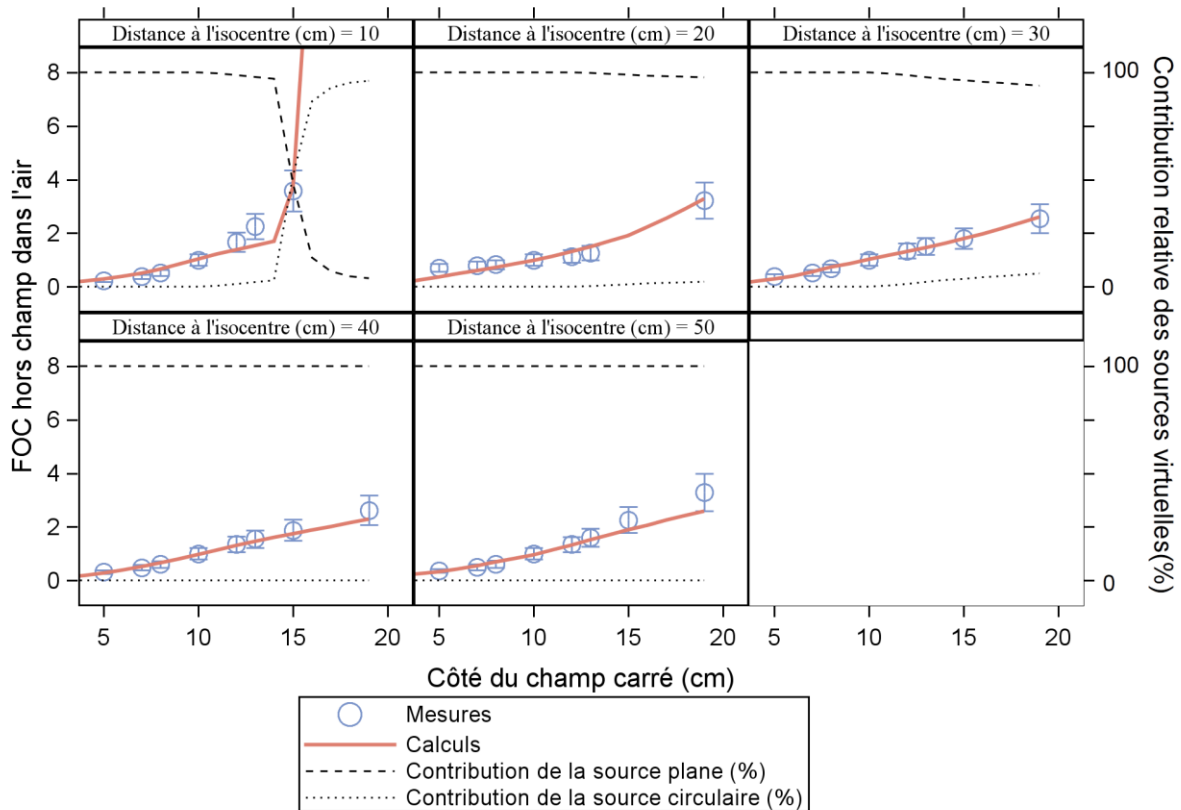 Distance à l'isocentre (cm) = 10
Distance à l'isocentre (cm) = 20
Distance à l'isocentre (cm) = 30
8
6
4
2
0
100
0
FOC hors champ dans l'air
Contribution relative des sources virtuelles(%)
Distance à l'isocentre (cm) = 40
Distance à l'isocentre (cm) = 50
8
6
4
2
0
100
0
5 10 15 20
5 10 15 20
5 10 15 20
Côté du champ carré (cm)
Mesures
Calculs
Contribution de la source plane (%)
Contribution de la source circulaire (%)